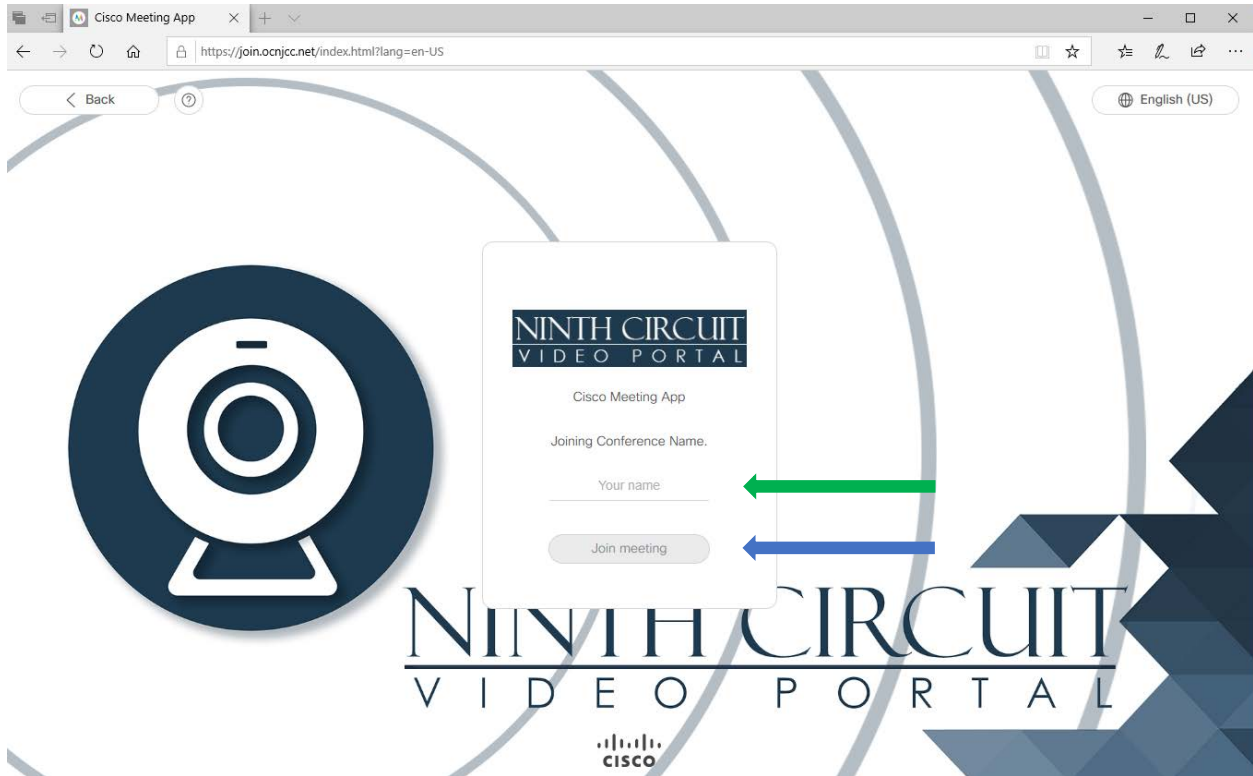 Cisco Meeting App
https://join.ocnjcc.net/index.html?lang=en-US
Back
English (US)
NINTH CIRCUIT
VIDEO PORTAL
Cisco Meeting App
Joining Conference Name.
Your name
Join meeting
NINTH CIRCUIT
VIDEO PORTAL
CISCO